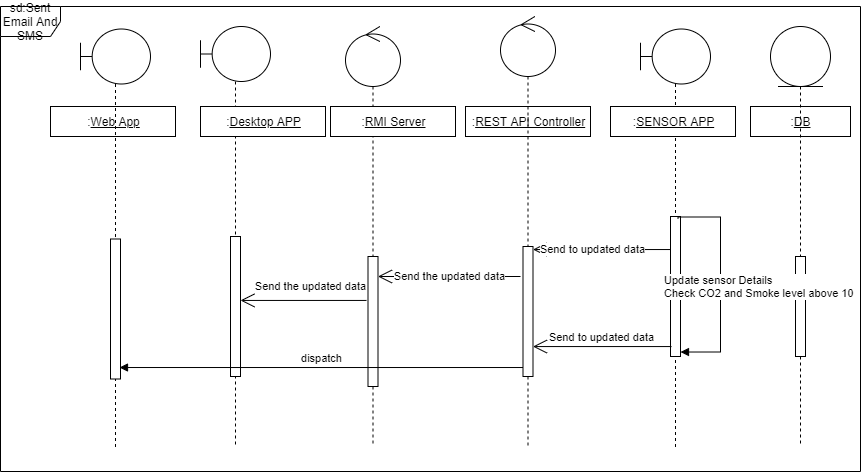 sd:Sent
Email And
SMS
:Web App
:Desktop APP
:RMI Server
:REST API Controller
:SENSOR APP
:DB
Send to updated data
Send the updated data
Update sensor Details
Check CO2 and Smoke level above 10
Send the updated data
Send to updated data
dispatch